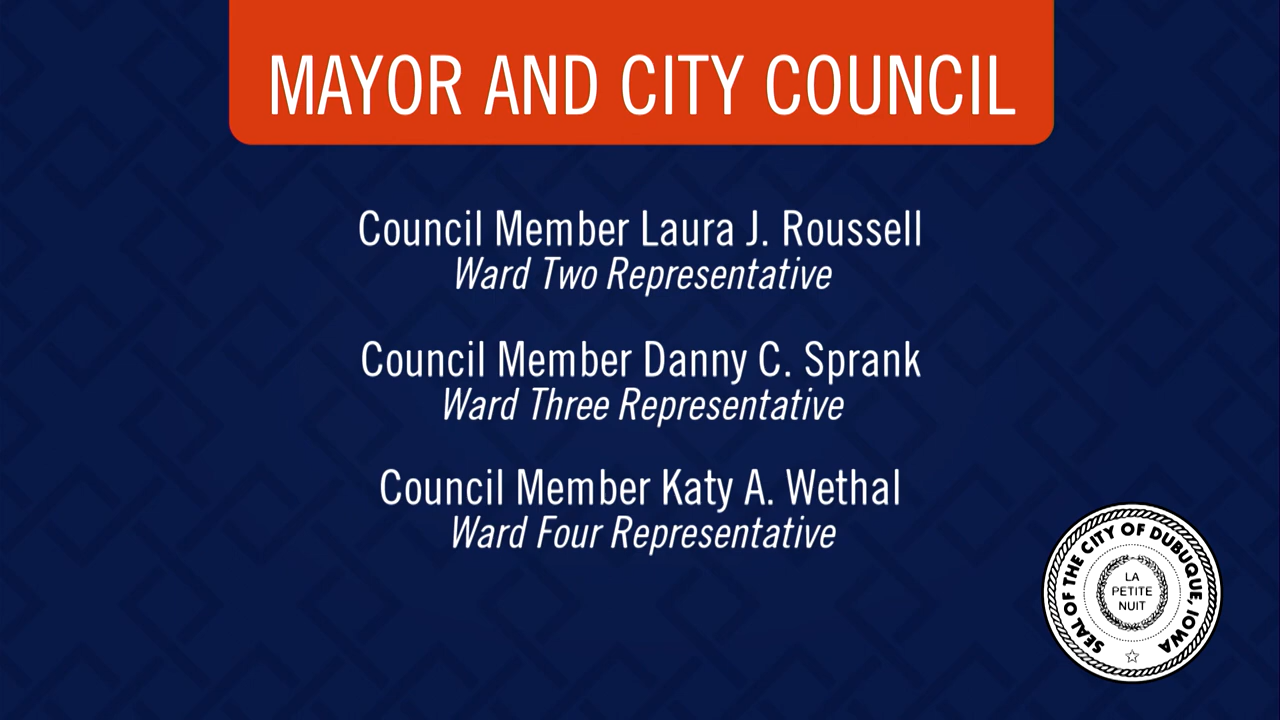 MAYOR AND CITY COUNCIL
Council Member Laura J. Roussell
Ward Two Representative
Council Member Danny C. Sprank
Ward Three Representative
Council Member Katy A. Wethal
Ward Four Representative
SEAL OF THE CITY OF DUBUQUE, IOWA
LA
PETITE
NUIT